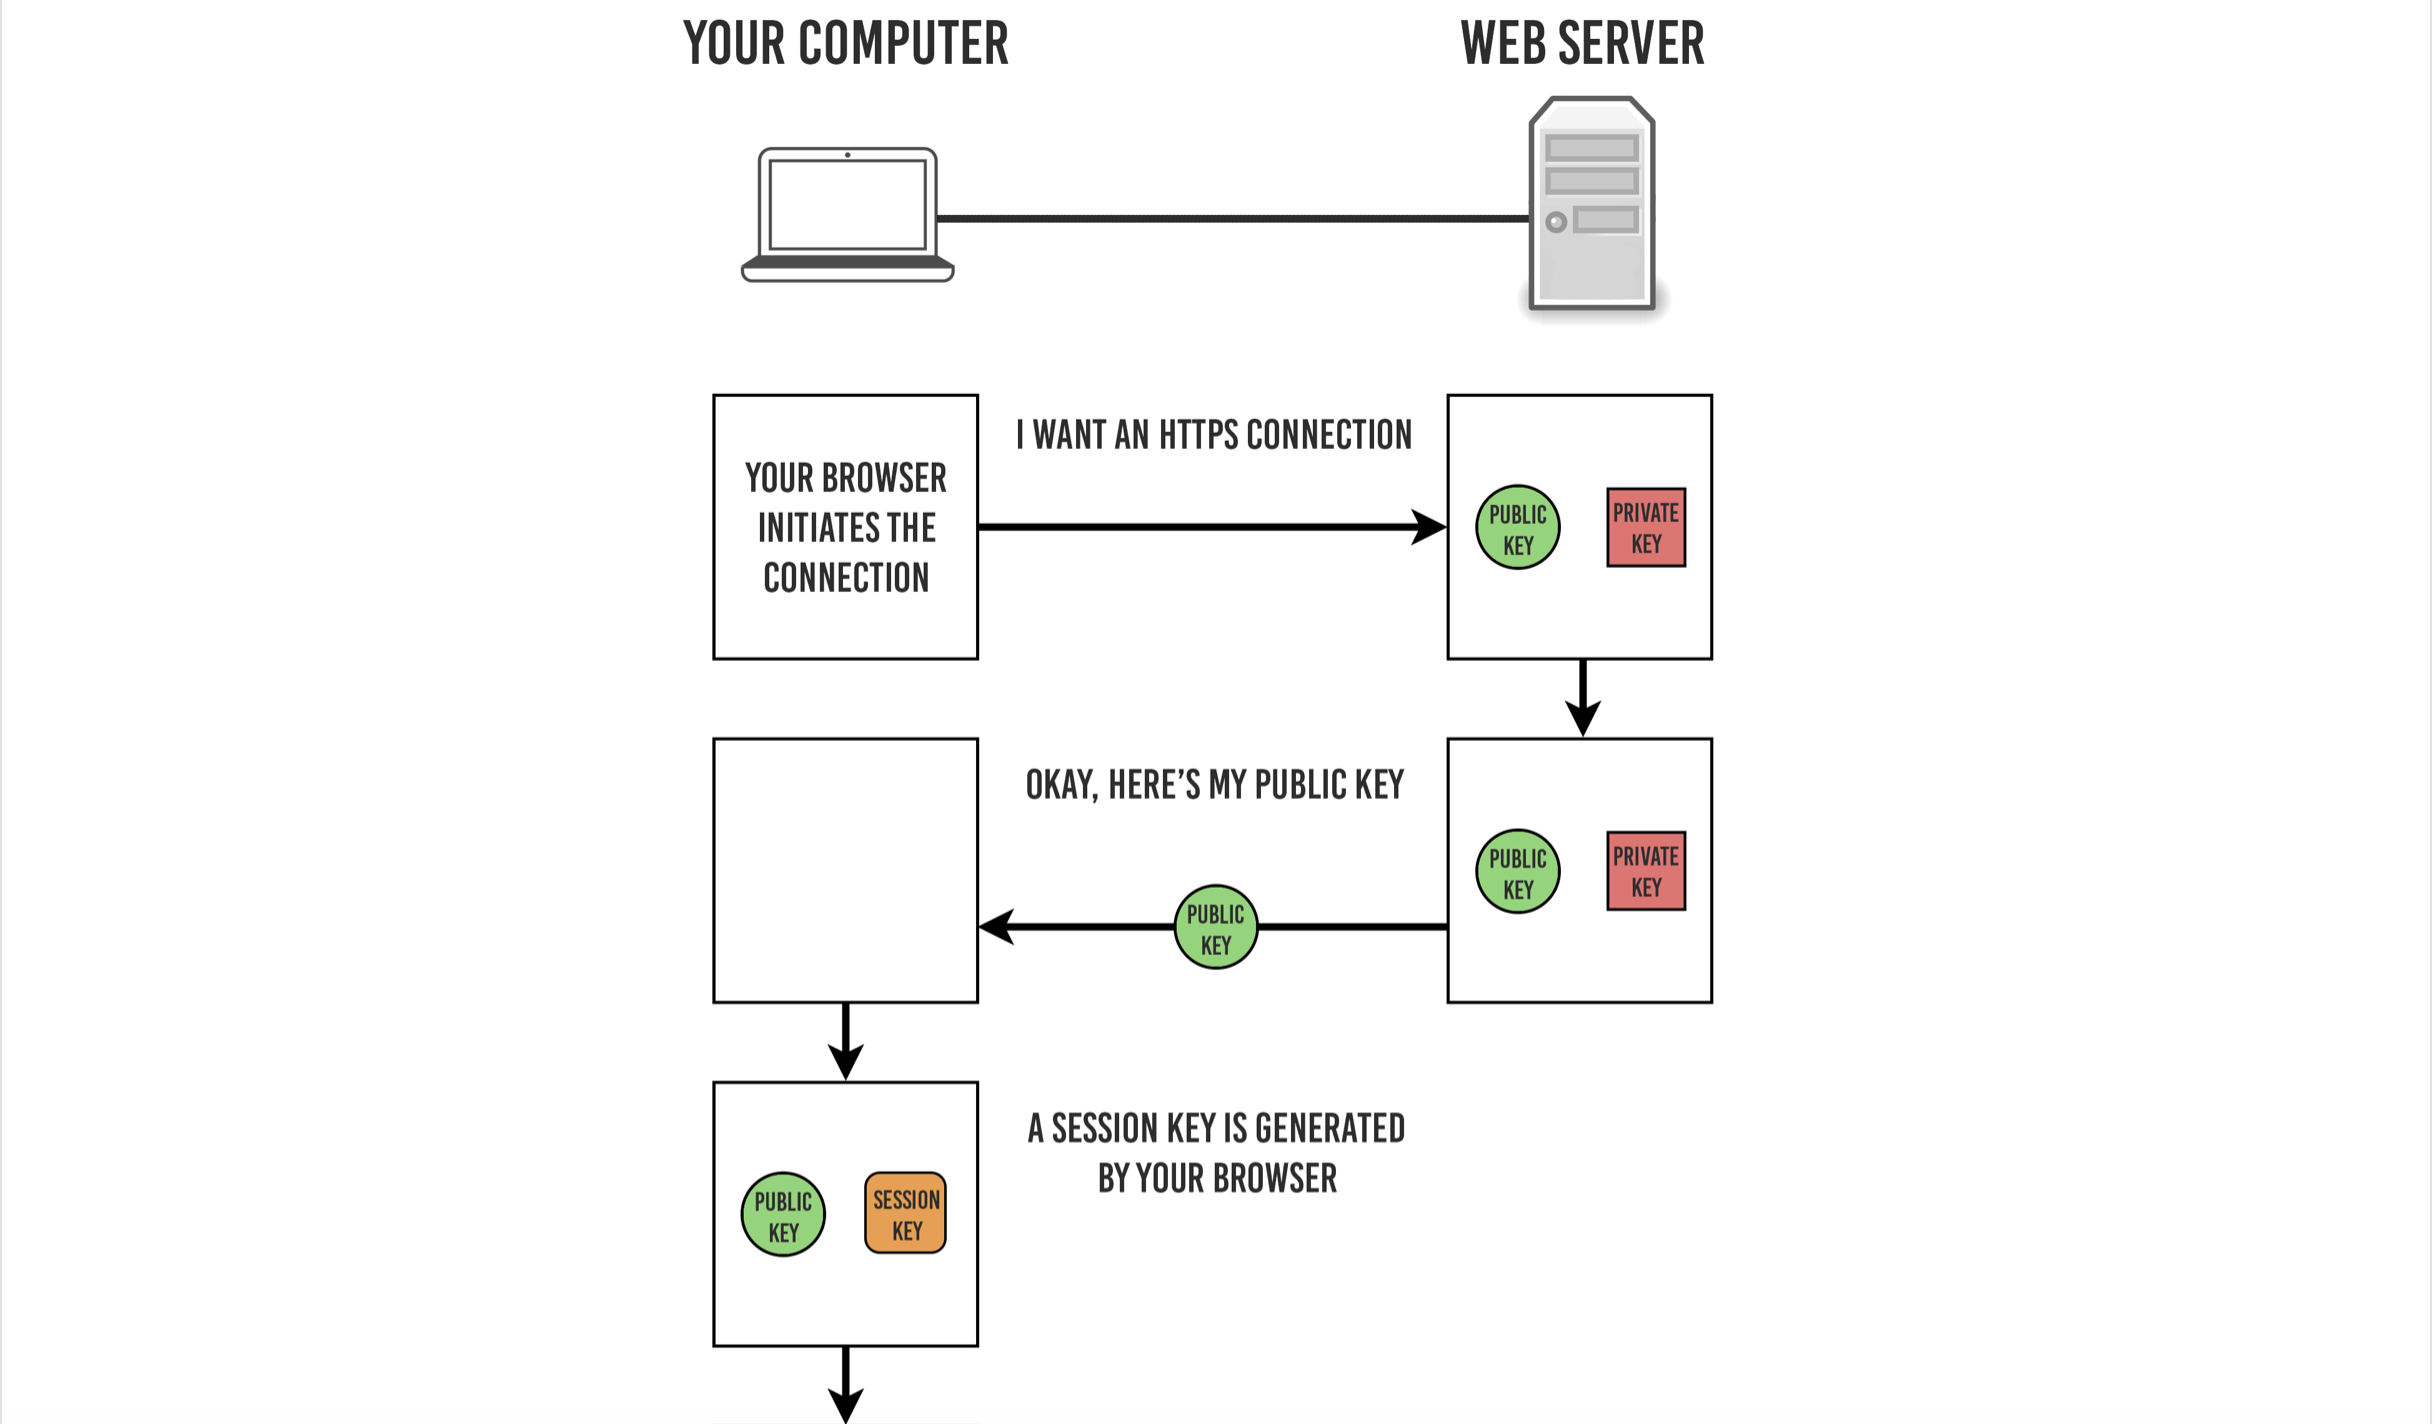 YOUR COMPUTER
WEB SERVER
I WANT AN HTTPS CONNECTION
YOUR BROWSER
INITIATES THE
CONNECTION
PUBLIC
KEY
PRIVATE
KEY
OKAY, HERE’S MY PUBLIC KEY
PUBLIC
KEY
PUBLIC
KEY
PRIVATE
KEY
A SESSION KEY IS GENERATED
BY YOUR BROWSER
PUBLIC
KEY
SESSION
KEY